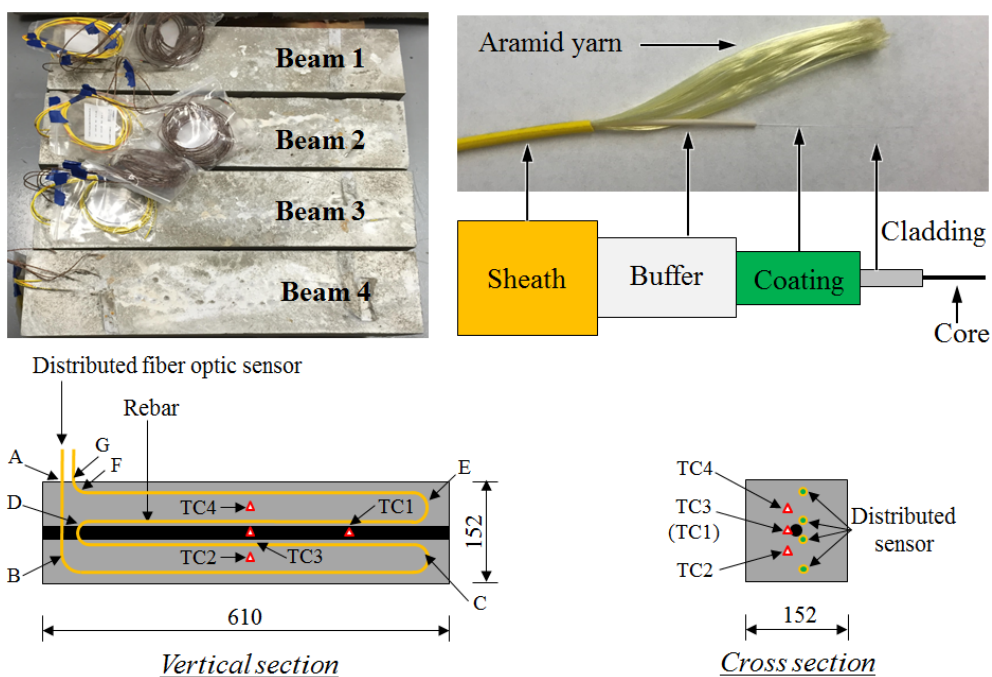 Beam 1
Beam 2
Beam 3
Beam 4
Aramid yarn
Sheath
Buffer
Coating
Cladding
Core
Distributed fiber optic sensor
Rebar
A
G
F
E
D
TC4
TC1
TC2
TC3
B
C
152
610
Vertical section
TC4
TC3
(TC1)
TC2
Distributed
sensor
152
Cross section